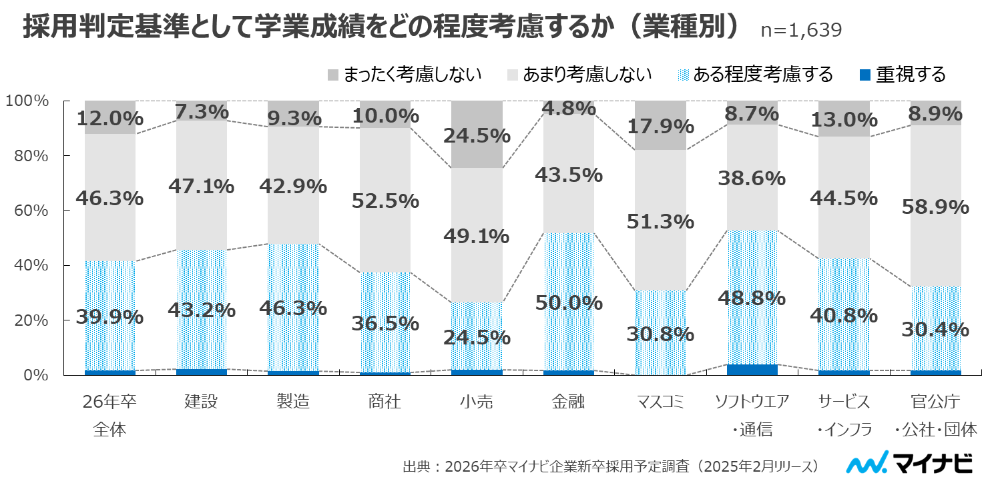 採用判定基準として学業成績をどの程度考慮するか（業種別） n=1,639
まったく考慮しない あまり考慮しない ある程度考慮する 重視する
100%
80%
60%
40%
20%
0%
12.0% 7.3% 9.3% 10.0% 24.5% 4.8% 17.9% 8.7% 13.0% 8.9%
46.3% 47.1% 42.9% 52.5% 49.1% 43.5% 51.3% 38.6% 44.5% 58.9%
39.9% 43.2% 46.3% 36.5% 24.5% 50.0% 30.8% 48.8% 40.8% 30.4%
26年卒 建設 製造 商社 小売 金融 マスコミ ソフトウエア サービス 官公庁
全体 ・通信 ・インフラ ・公社・団体
出典：2026年卒マイナビ企業新卒採用予定調査（2025年2月リリース）
マイナビ